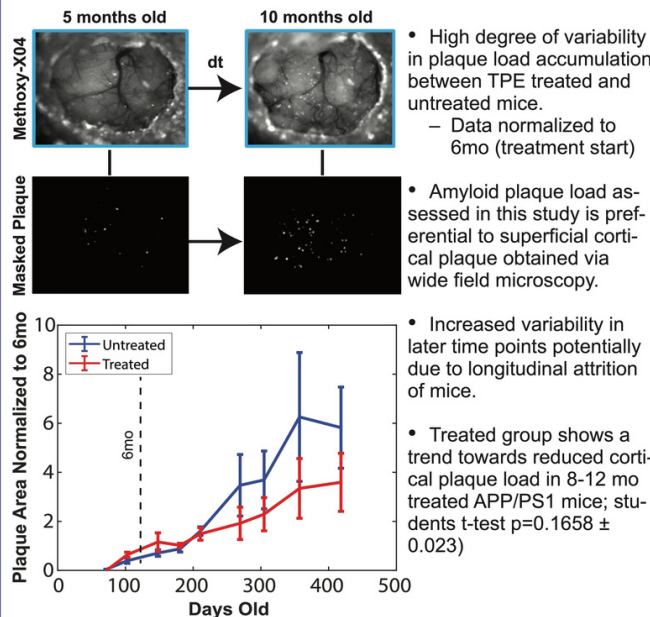 5 months old
10 months old
Methoxy-X04
dt
Masked Plaque
• High degree of variability
in plaque load accumulation
between TPE treated and
untreated mice.
– Data normalized to
6mo (treatment start)
• Amyloid plaque load as-
sessed in this study is pref-
erential to superficial corti-
cal plaque obtained via
wide field microscopy.
• Increased variability in
later time points potentially
due to longitudinal attrition
of mice.
• Treated group shows a
trend towards reduced corti-
cal plaque load in 8-12 mo
treated APP/PS1 mice; stu-
dents t-test p=0.1658 ±
0.023)
Plaque Area Normalized to 6mo
10
8
6
4
2
0
Untreated
Treated
6mo
0 100 200 300 400 500
Days Old